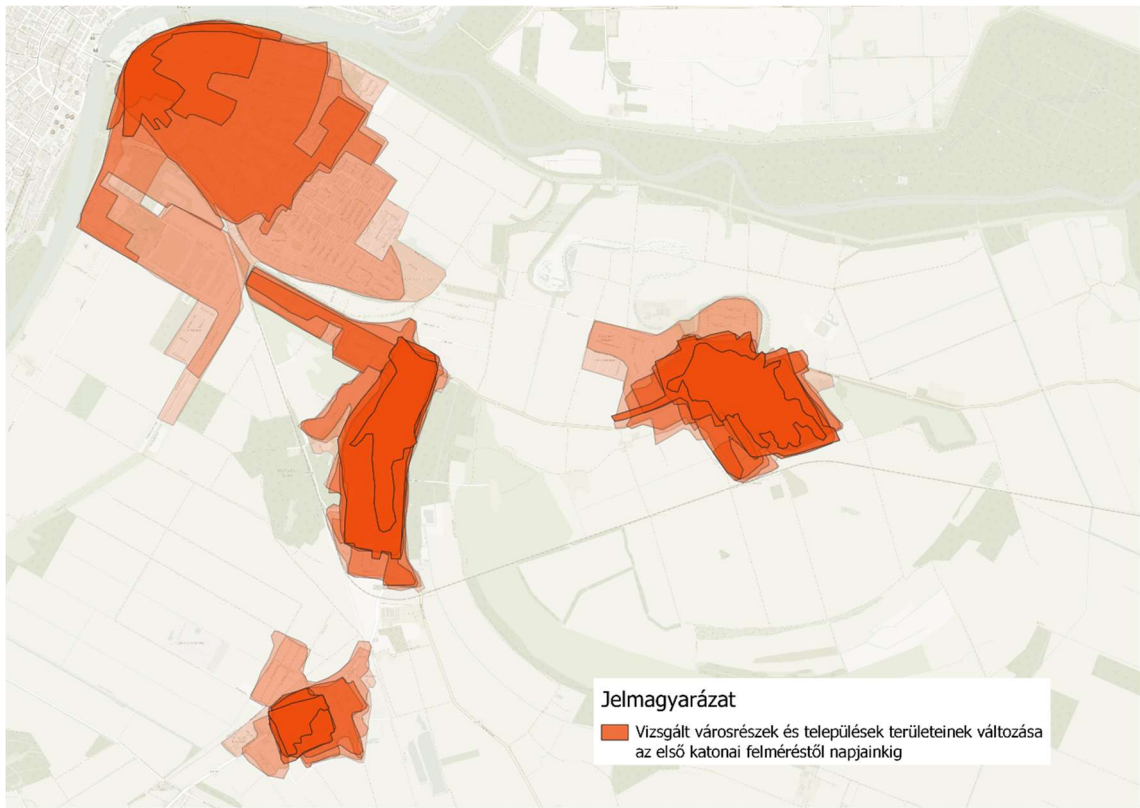 Jelmagyarázat
Vizsgált városrészek és települések területeinek változása
az első katonai felméréstől napjainkig